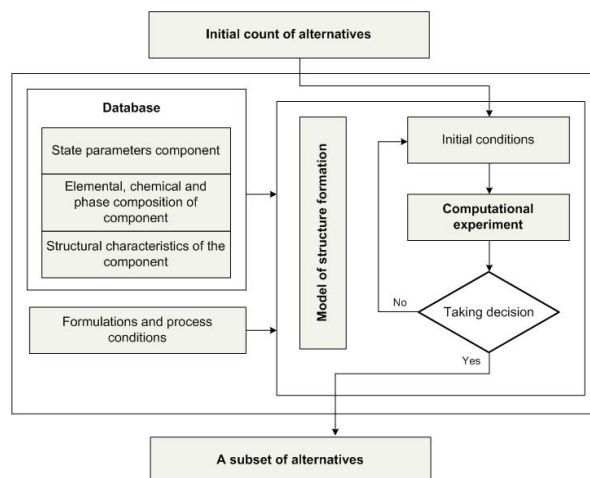 Initial count of alternatives
Database
State parameters component
Elemental, chemical and
phase composition of
component
Structural characteristics of the
component
Formulations and process
conditions
Model of structure formation
Initial conditions
Computational
experiment
Taking decision
No
Yes
A subset of alternatives